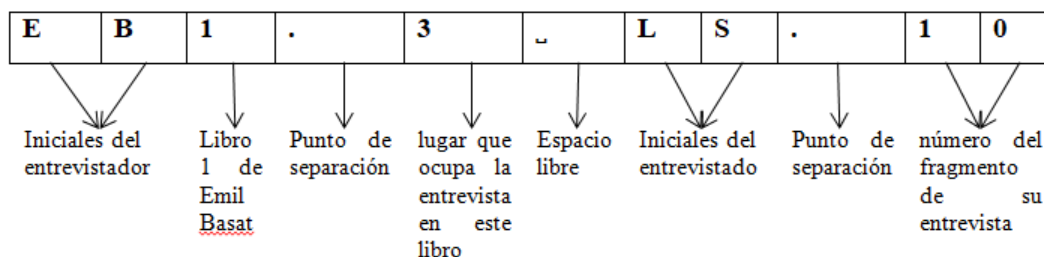 E B 1 . 3 ␣ L S . 1 0
Iniciales del entrevistador
Libro 1 de Emil Basat
Punto de separación
lugar que ocupa la entrevista en este libro
Espacio libre
Iniciales del entrevistado
Punto de separación
número del fragmento de su entrevista